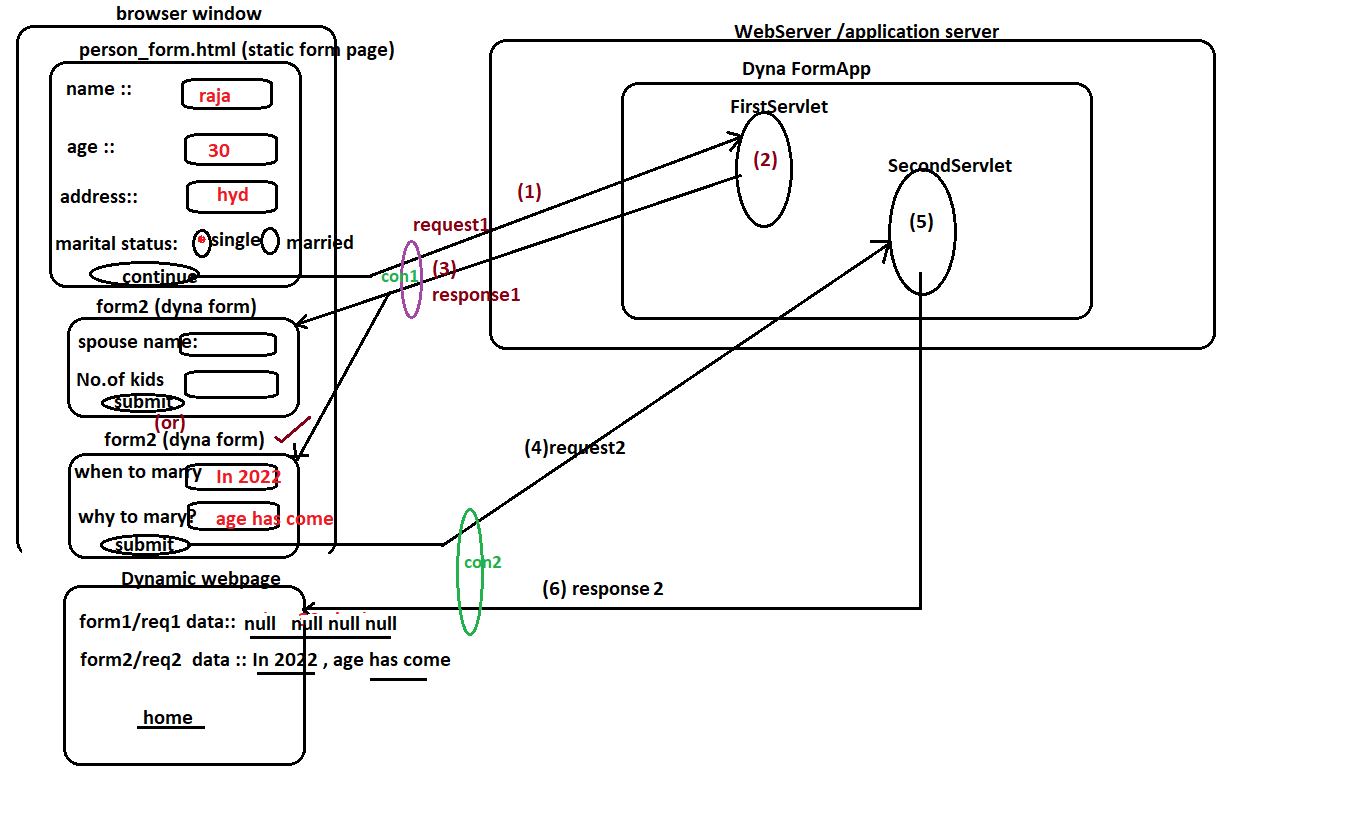 browser window
person_form.html (static form page)
name :: raja
age :: 30
address:: hyd
marital status: single married
continue
form2 (dyna form)
spouse name:
No.of kids
submit
(or)
form2 (dyna form)
when to marry In 2022
why to mary? age has come
submit
Dynamic webpage
form1/req1 data:: null null null null
form2/req2 data :: In 2022 , age has come
home
WebServer /application server
Dyna FormApp
FirstServlet
(2)
SecondServlet
(5)
(1)
request1
con1
(3)
response1
(4)request2
con2
(6) response 2